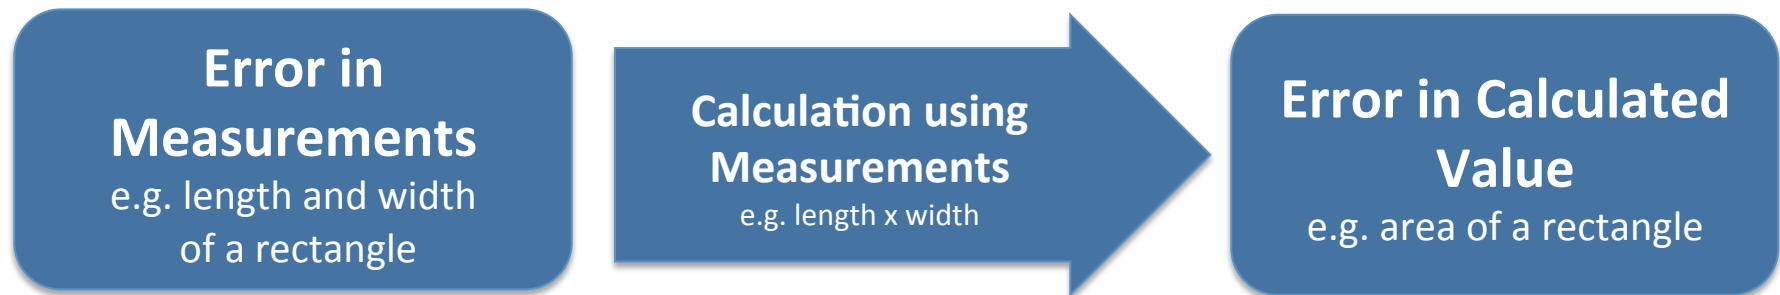 Error in
Measurements
e.g. length and width
of a rectangle
Calculation using
Measurements
e.g. length x width
Error in Calculated
Value
e.g. area of a rectangle